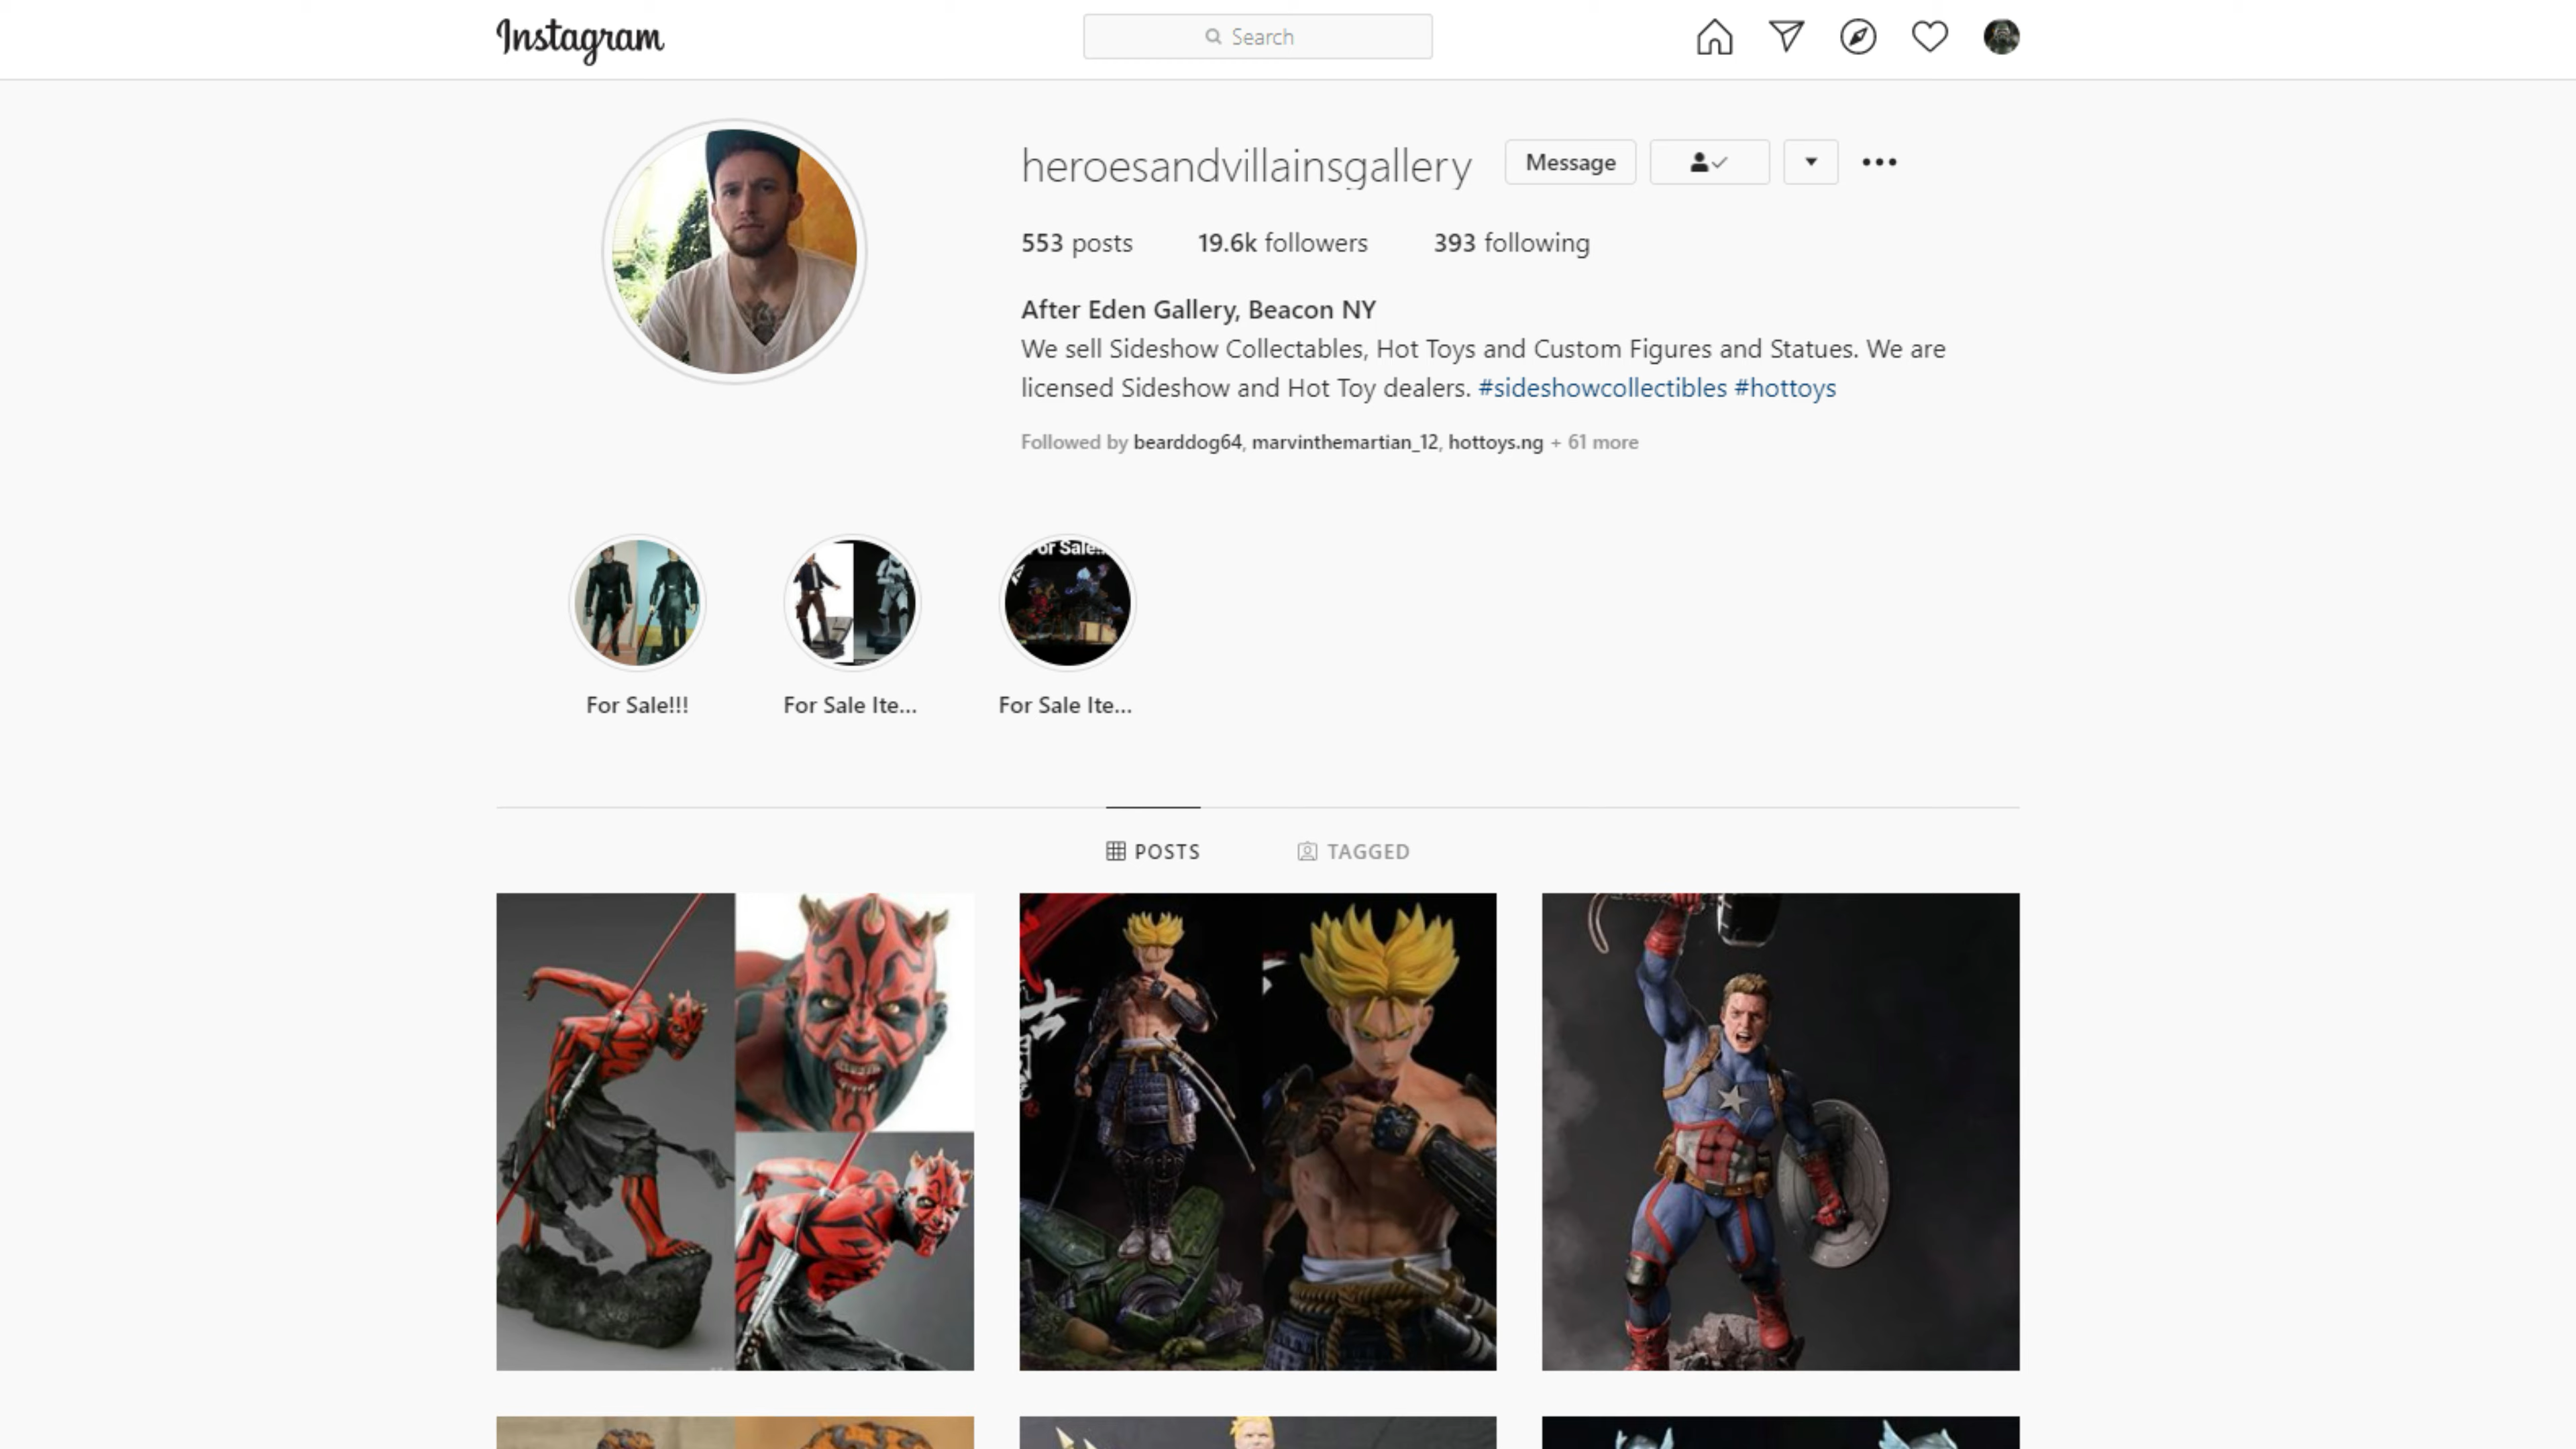 Instagram
Search
heroesandvillainsgallery
Message
553 posts 19.6k followers 393 following
After Eden Gallery, Beacon NY
We sell Sideshow Collectables, Hot Toys and Custom Figures and Statues. We are
licensed Sideshow and Hot Toy dealers. #sideshowcollectibles #hottoys
Followed by bearddog64, marvinthemartian_12, hottoys.ng + 61 more
or Sale!..
For Sale!!!
For Sale Ite...
For Sale Ite...
POSTS
TAGGED